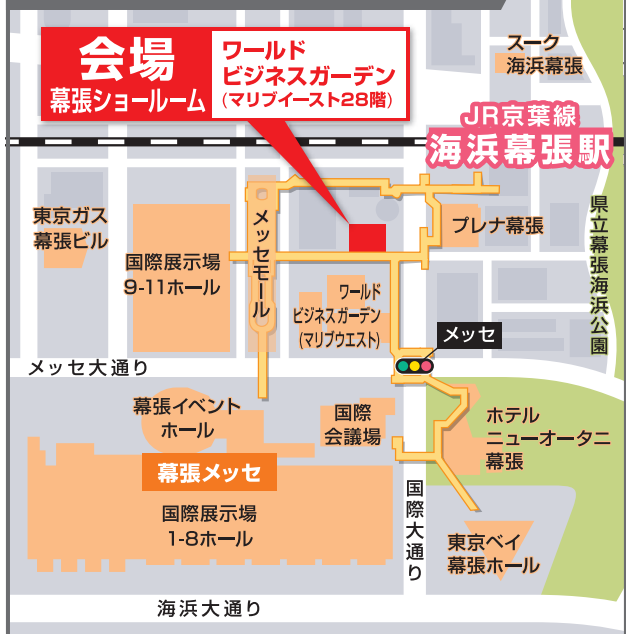 会場
幕張ショールーム
ワールド
ビジネスガーデン
(マリブイースト28階)
スーク
海浜幕張
JR京葉線
海浜幕張駅
東京ガス
幕張ビル
国際展示場
9-11ホール
メッセモール
プレナ幕張
県立幕張海浜公園
ワールド
ビジネスガーデン
(マリブウエスト)
メッセ
メッセ大通り
幕張イベント
ホール
国際
会議場
ホテル
ニューオータニ
幕張
幕張メッセ
国際展示場
1-8ホール
国際大通り
東京ベイ
幕張ホール
海浜大通り